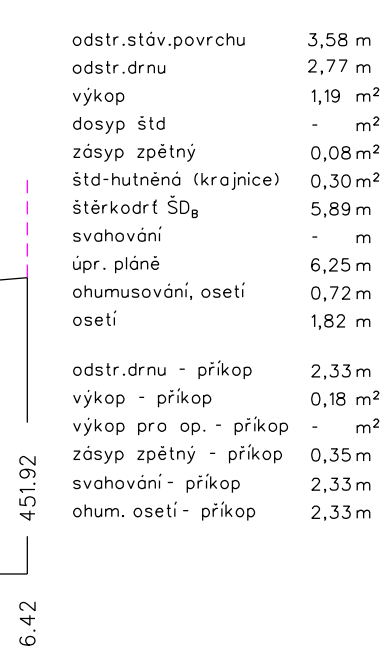 odstr.stáv.povrchu 3,58 m
odstr.drnu 2,77 m
výkop 1,19 m²
dosyp štd - m²
zásyp zpětný 0,08 m²
štd-hutněná (krajnice) 0,30 m²
štěrkodrť ŠD_B 5,89 m
svahování - m
úpr. pláně 6,25 m
ohumusování, osetí 0,72 m
osetí 1,82 m
odstr.drnu - příkop 2,33 m
výkop - příkop 0,18 m²
výkop pro op. - příkop - m²
zásyp zpětný - příkop 0,35 m
svahování - příkop 2,33 m
ohum. osetí - příkop 2,33 m
451.92
6.42